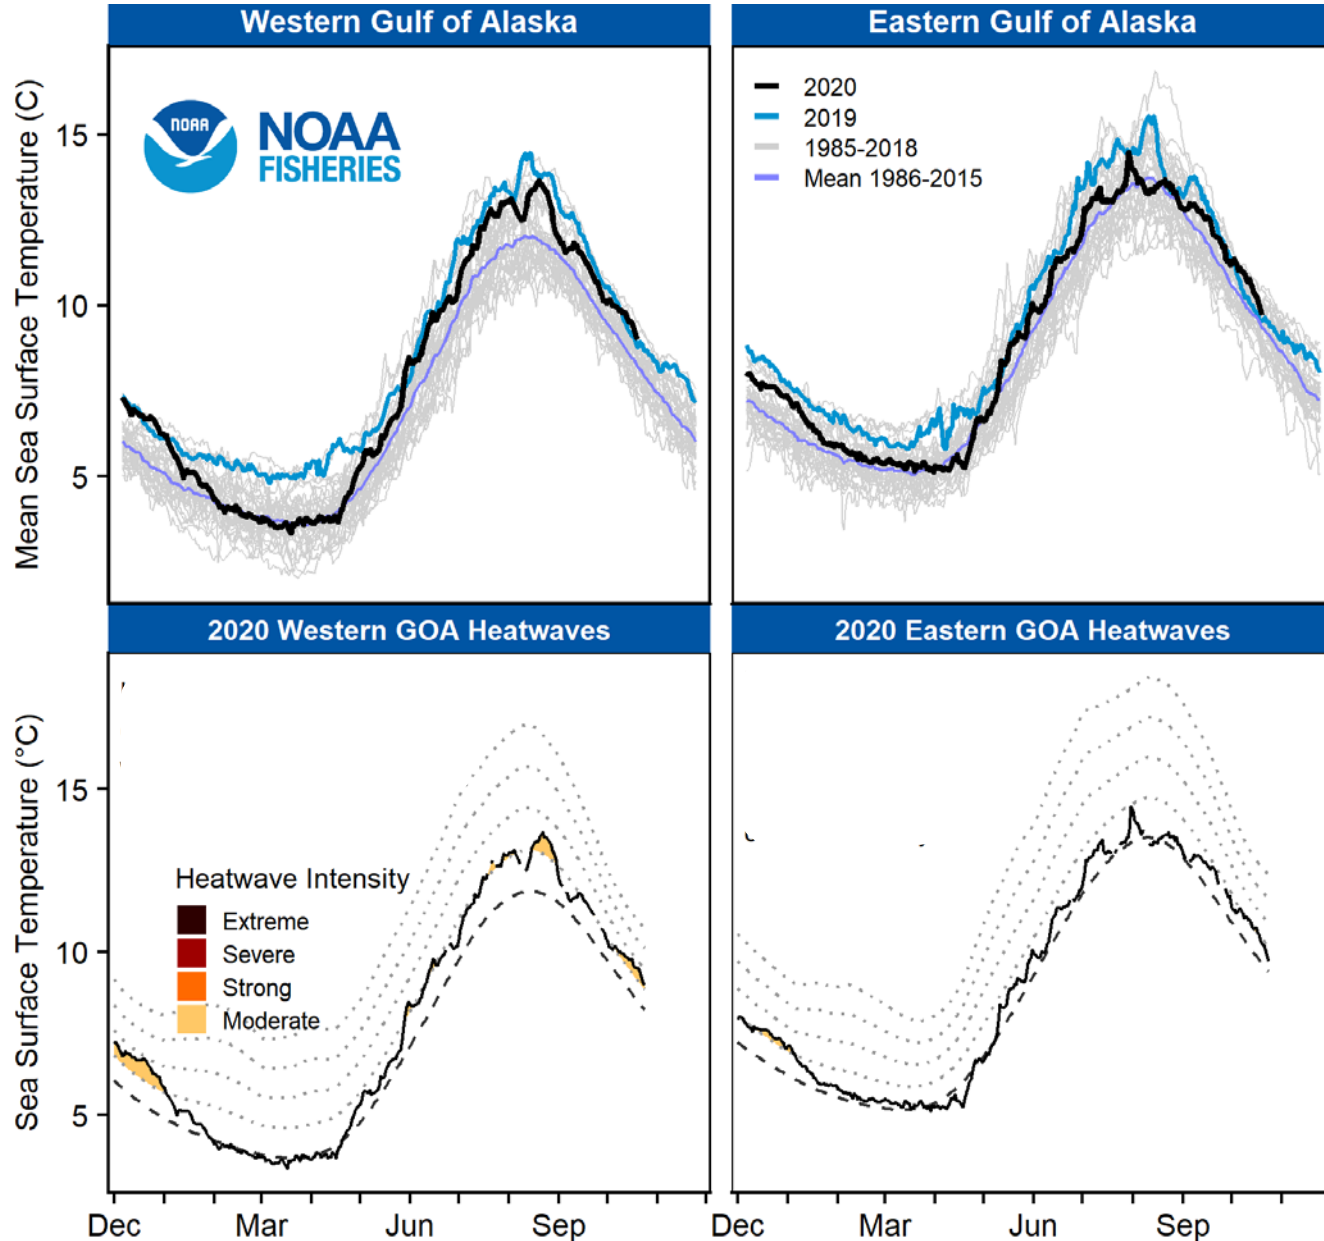 Western Gulf of Alaska
Eastern Gulf of Alaska
Mean Sea Surface Temperature (C)
15
10
5
NOAA
NOAA
FISHERIES
2020
2019
1985-2018
Mean 1986-2015
2020 Western GOA Heatwaves
2020 Eastern GOA Heatwaves
Sea Surface Temperature (°C)
15
10
5
Heatwave Intensity
Extreme
Severe
Strong
Moderate
Dec Mar Jun Sep
Dec Mar Jun Sep